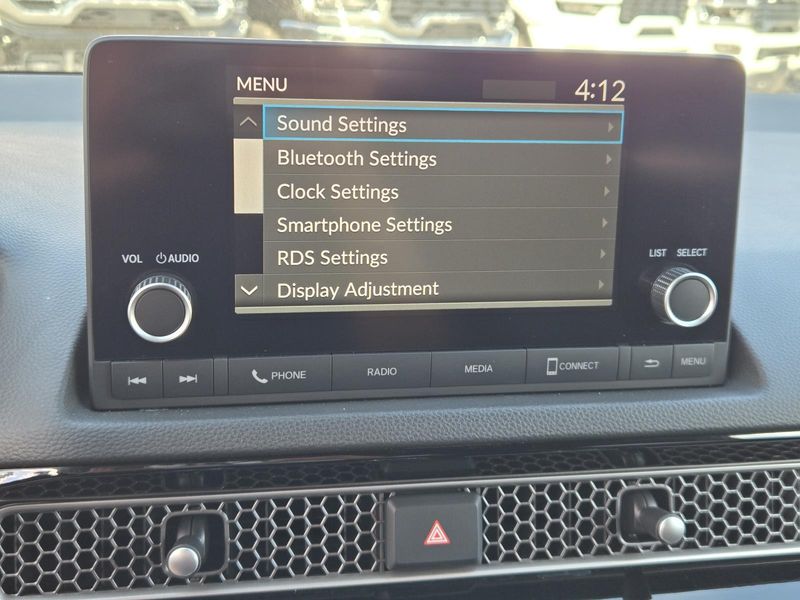 MENU 4:12
Sound Settings
Bluetooth Settings
Clock Settings
Smartphone Settings
RDS Settings
Display Adjustment
VOL AUDIO
LIST SELECT
PHONE RADIO MEDIA CONNECT MENU